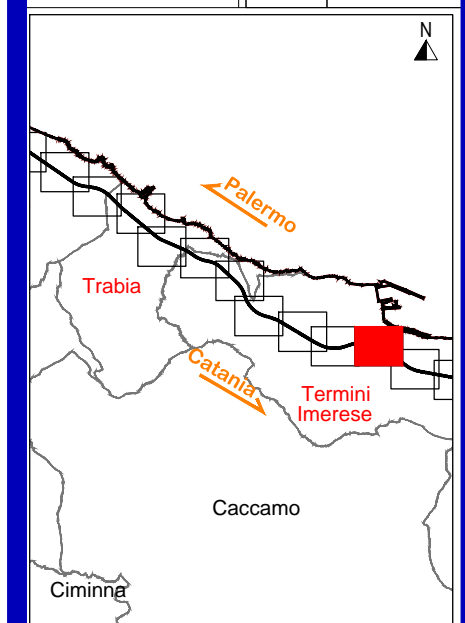 N
Palermo
Trabia
Catania
Termini
Imerese
Caccamo
Ciminna